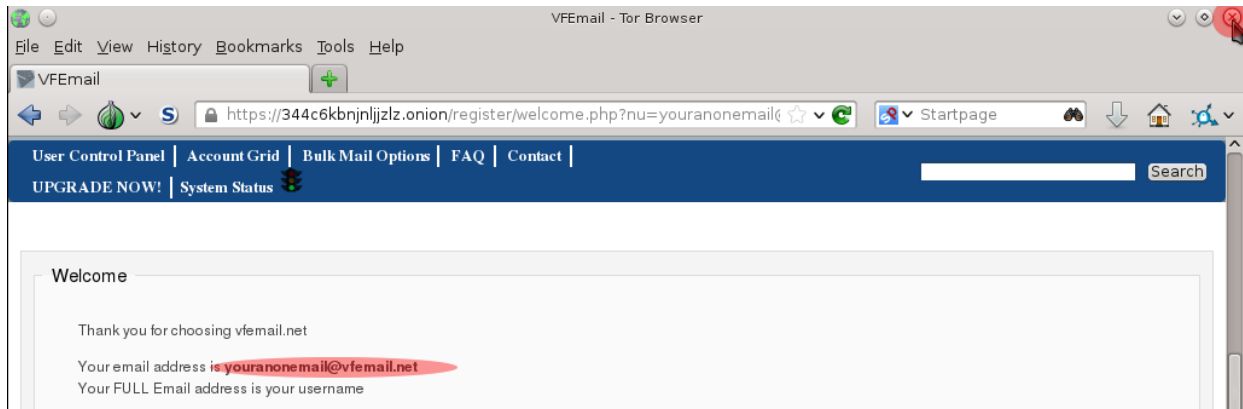 VFEmail - Tor Browser
File Edit View History Bookmarks Tools Help
VFEmail
S https://344c6kbnjnljjzlz.onion/register/welcome.php?nu=youranonemail@ Startpage
User Control Panel | Account Grid | Bulk Mail Options | FAQ | Contact |
UPGRADE NOW! | System Status
Search
Welcome
Thank you for choosing vfemail.net
Your email address is youranonemail@vfemail.net
Your FULL Email address is your username